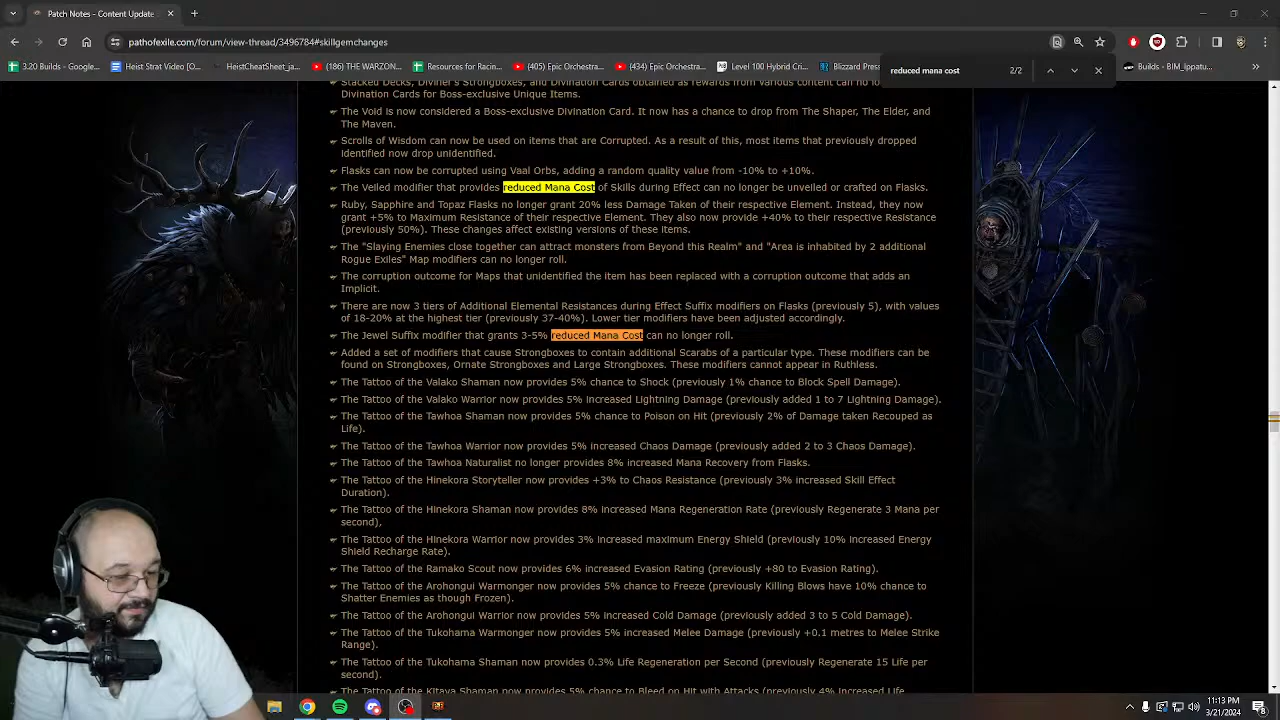 Path of Exile
pathofexile.com/forum/view-thread/3496784#skillgemchanges
3.20 Builds - Google...
Heist Strat Video (O...
HeistCheatSheet_ja...
(186) THE WARZON...
Resources for Racin...
(405) Epic Orchestra...
(434) Epic Orchestra...
Level 100 Hybrid Cri...
Blizzard Press
Builds - BIM_Ippatu...
reduced mana cost
2/2
Stacked Decks, Diviner's Strongboxes, and Divination Cards obtained as rewards from various content can no lo
Divination Cards for Boss-exclusive Unique Items.
The Void is now considered a Boss-exclusive Divination Card. It now has a chance to drop from The Shaper, The Elder, and
The Maven.
Scrolls of Wisdom can now be used on items that are Corrupted. As a result of this, most items that previously dropped
identified now drop unidentified.
Flasks can now be corrupted using Vaal Orbs, adding a random quality value from -10% to +10%.
The Veiled modifier that provides reduced Mana Cost of Skills during Effect can no longer be unveiled or crafted on Flasks.
Ruby, Sapphire and Topaz Flasks no longer grant 20% less Damage Taken of their respective Element. Instead, they now
grant +5% to Maximum Resistance of their respective Element. They also now provide +40% to their respective Resistance
(previously 50%). These changes affect existing versions of these items.
The "Slaying Enemies close together can attract monsters from Beyond this Realm" and "Area is inhabited by 2 additional
Rogue Exiles" Map modifiers can no longer roll.
The corruption outcome for Maps that unidentified the item has been replaced with a corruption outcome that adds an
Implicit.
There are now 3 tiers of Additional Elemental Resistances during Effect Suffix modifiers on Flasks (previously 5), with values
of 18-20% at the highest tier (previously 37-40%). Lower tier modifiers have been adjusted accordingly.
The Jewel Suffix modifier that grants 3-5% reduced Mana Cost can no longer roll.
Added a set of modifiers that cause Strongboxes to contain additional Scarabs of a particular type. These modifiers can be
found on Strongboxes, Ornate Strongboxes and Large Strongboxes. These modifiers cannot appear in Ruthless.
The Tattoo of the Valako Shaman now provides 5% chance to Shock (previously 1% chance to Block Spell Damage).
The Tattoo of the Valako Warrior now provides 5% increased Lightning Damage (previously added 1 to 7 Lightning Damage).
The Tattoo of the Tawhoa Shaman now provides 5% chance to Poison on Hit (previously 2% of Damage taken Recouped as
Life).
The Tattoo of the Tawhoa Warrior now provides 5% increased Chaos Damage (previously added 2 to 3 Chaos Damage).
The Tattoo of the Tawhoa Naturalist no longer provides 8% increased Mana Recovery from Flasks.
The Tattoo of the Hinekora Storyteller now provides +3% to Chaos Resistance (previously 3% increased Skill Effect
Duration).
The Tattoo of the Hinekora Shaman now provides 8% increased Mana Regeneration Rate (previously Regenerate 3 Mana per
second),
The Tattoo of the Hinekora Warrior now provides 3% increased maximum Energy Shield (previously 10% increased Energy
Shield Recharge Rate).
The Tattoo of the Ramako Scout now provides 6% increased Evasion Rating (previously +80 to Evasion Rating).
The Tattoo of the Arohongui Warmonger now provides 5% chance to Freeze (previously Killing Blows have 10% chance to
Shatter Enemies as though Frozen).
The Tattoo of the Arohongui Warrior now provides 5% increased Cold Damage (previously added 3 to 5 Cold Damage).
The Tattoo of the Tukohama Warmonger now provides 5% increased Melee Damage (previously +0.1 metres to Melee Strike
Range).
The Tattoo of the Tukohama Shaman now provides 0.3% Life Regeneration per Second (previously Regenerate 15 Life per
second).
The Tattoo of the Kitava Shaman now provides 5% chance to Bleed on Hit with Attacks (previously 4% increased Life
11:13 PM
3/21/2024